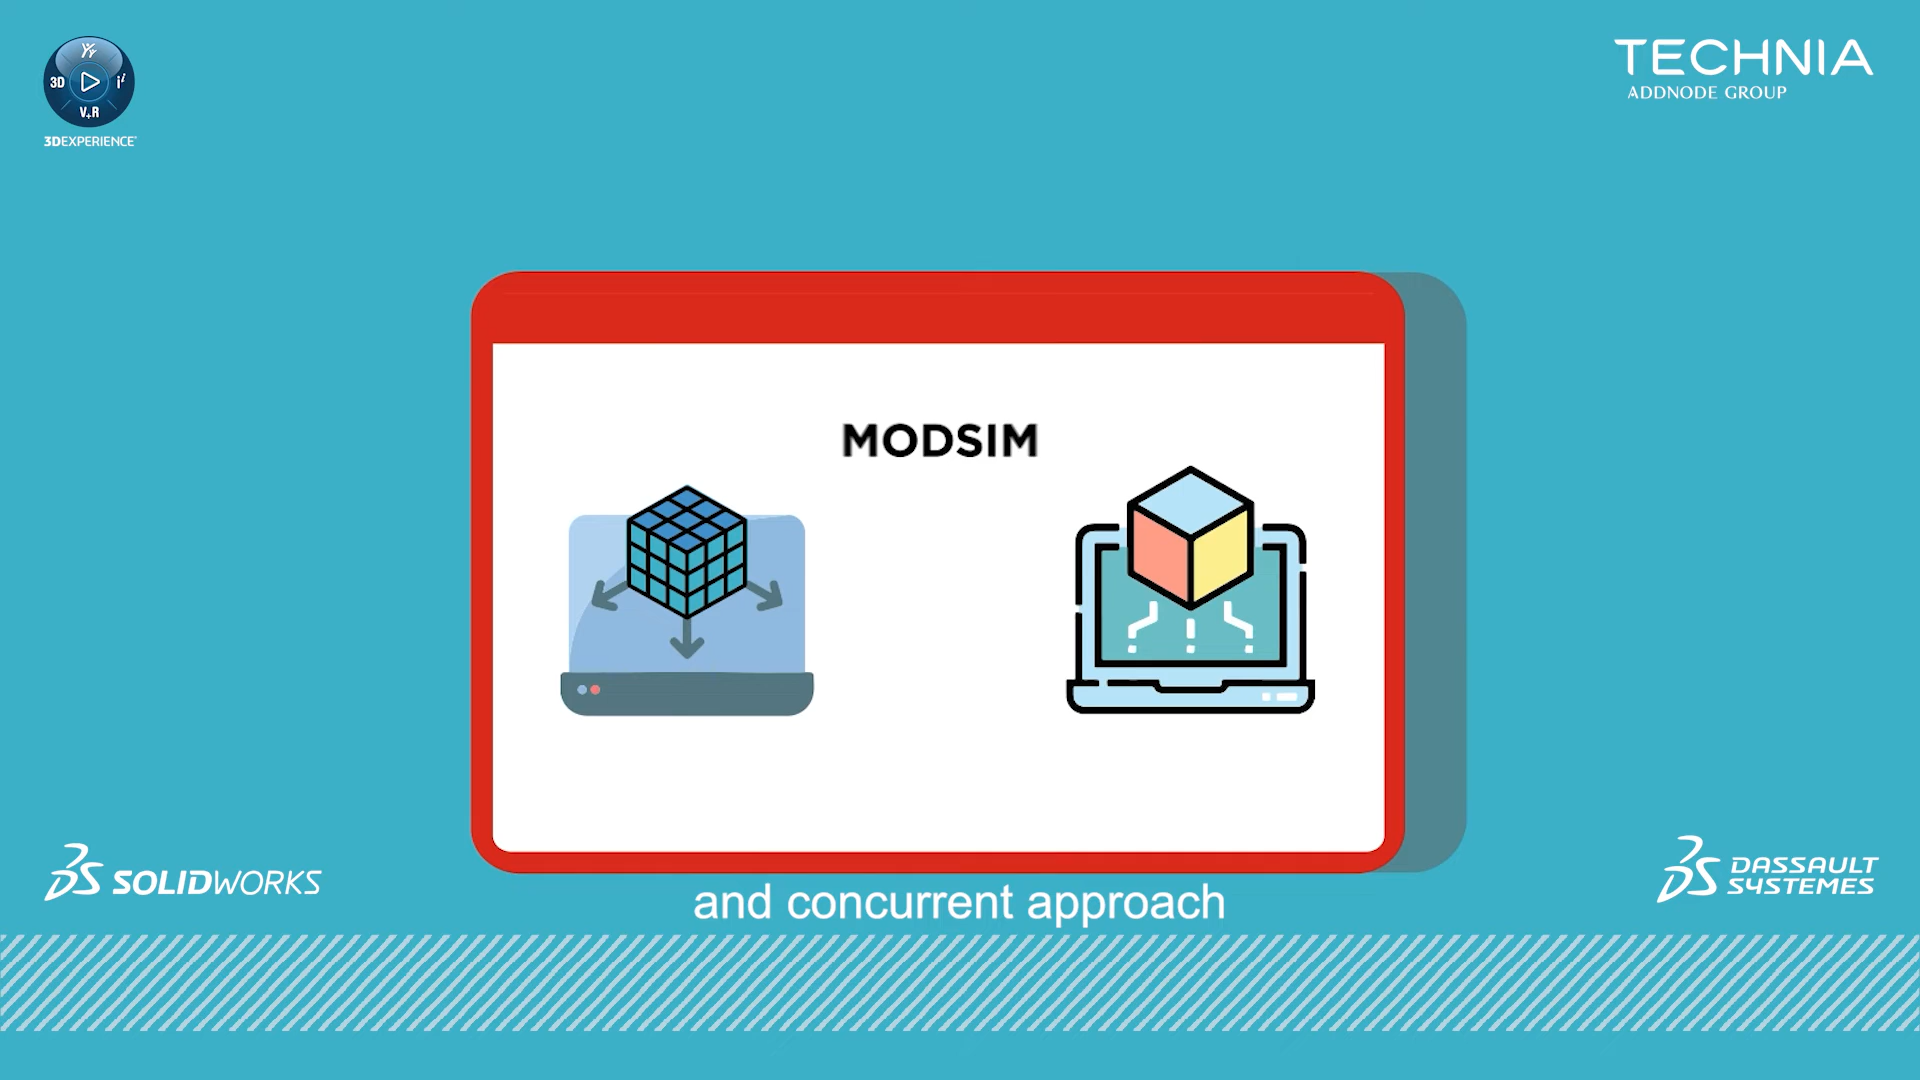 3D
V+R
3DEXPERIENCE
TECHNIA
ADDNODE GROUP
MODSIM
SOLIDWORKS
DASSAULT
SYSTEMES
and concurrent approach